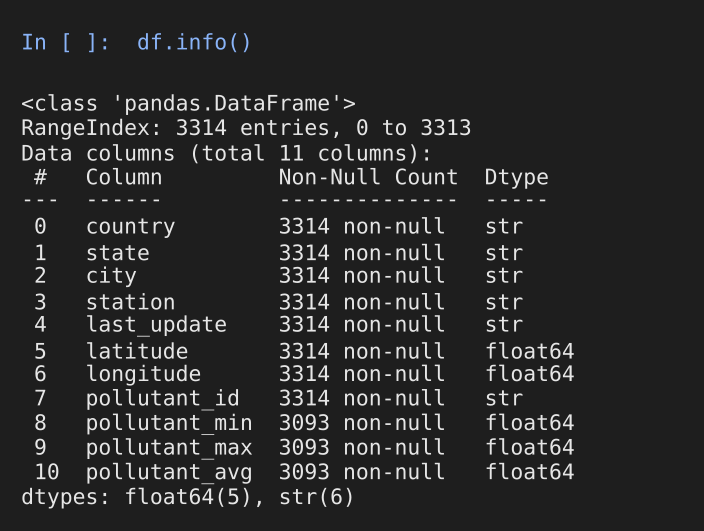 In [ ]:  df.info()
<class 'pandas.DataFrame'>
RangeIndex: 3314 entries, 0 to 3313
Data columns (total 11 columns):
 #   Column         Non-Null Count  Dtype
---  ------         --------------  -----
 0   country        3314 non-null   str
 1   state          3314 non-null   str
 2   city           3314 non-null   str
 3   station        3314 non-null   str
 4   last_update    3314 non-null   str
 5   latitude       3314 non-null   float64
 6   longitude      3314 non-null   float64
 7   pollutant_id   3314 non-null   str
 8   pollutant_min  3093 non-null   float64
 9   pollutant_max  3093 non-null   float64
 10  pollutant_avg  3093 non-null   float64
dtypes: float64(5), str(6)